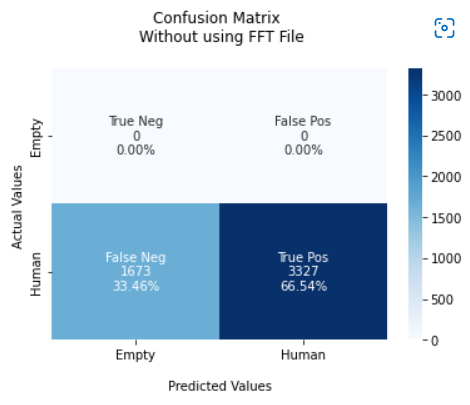 Confusion Matrix
Without using FFT File
True Neg
0
0.00%
False Pos
0
0.00%
False Neg
1673
33.46%
True Pos
3327
66.54%
Empty
Human
Actual Values
Empty
Human
Predicted Values
3000
2500
2000
1500
1000
500
0